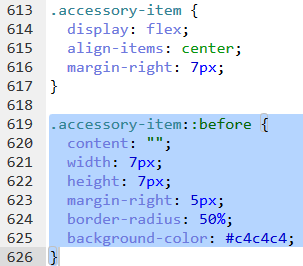 613 .accessory-item {
614   display: flex;
615   align-items: center;
616   margin-right: 7px;
617 }
618
619 .accessory-item::before {
620   content: "";
621   width: 7px;
622   height: 7px;
623   margin-right: 5px;
624   border-radius: 50%;
625   background-color: #c4c4c4;
626 }